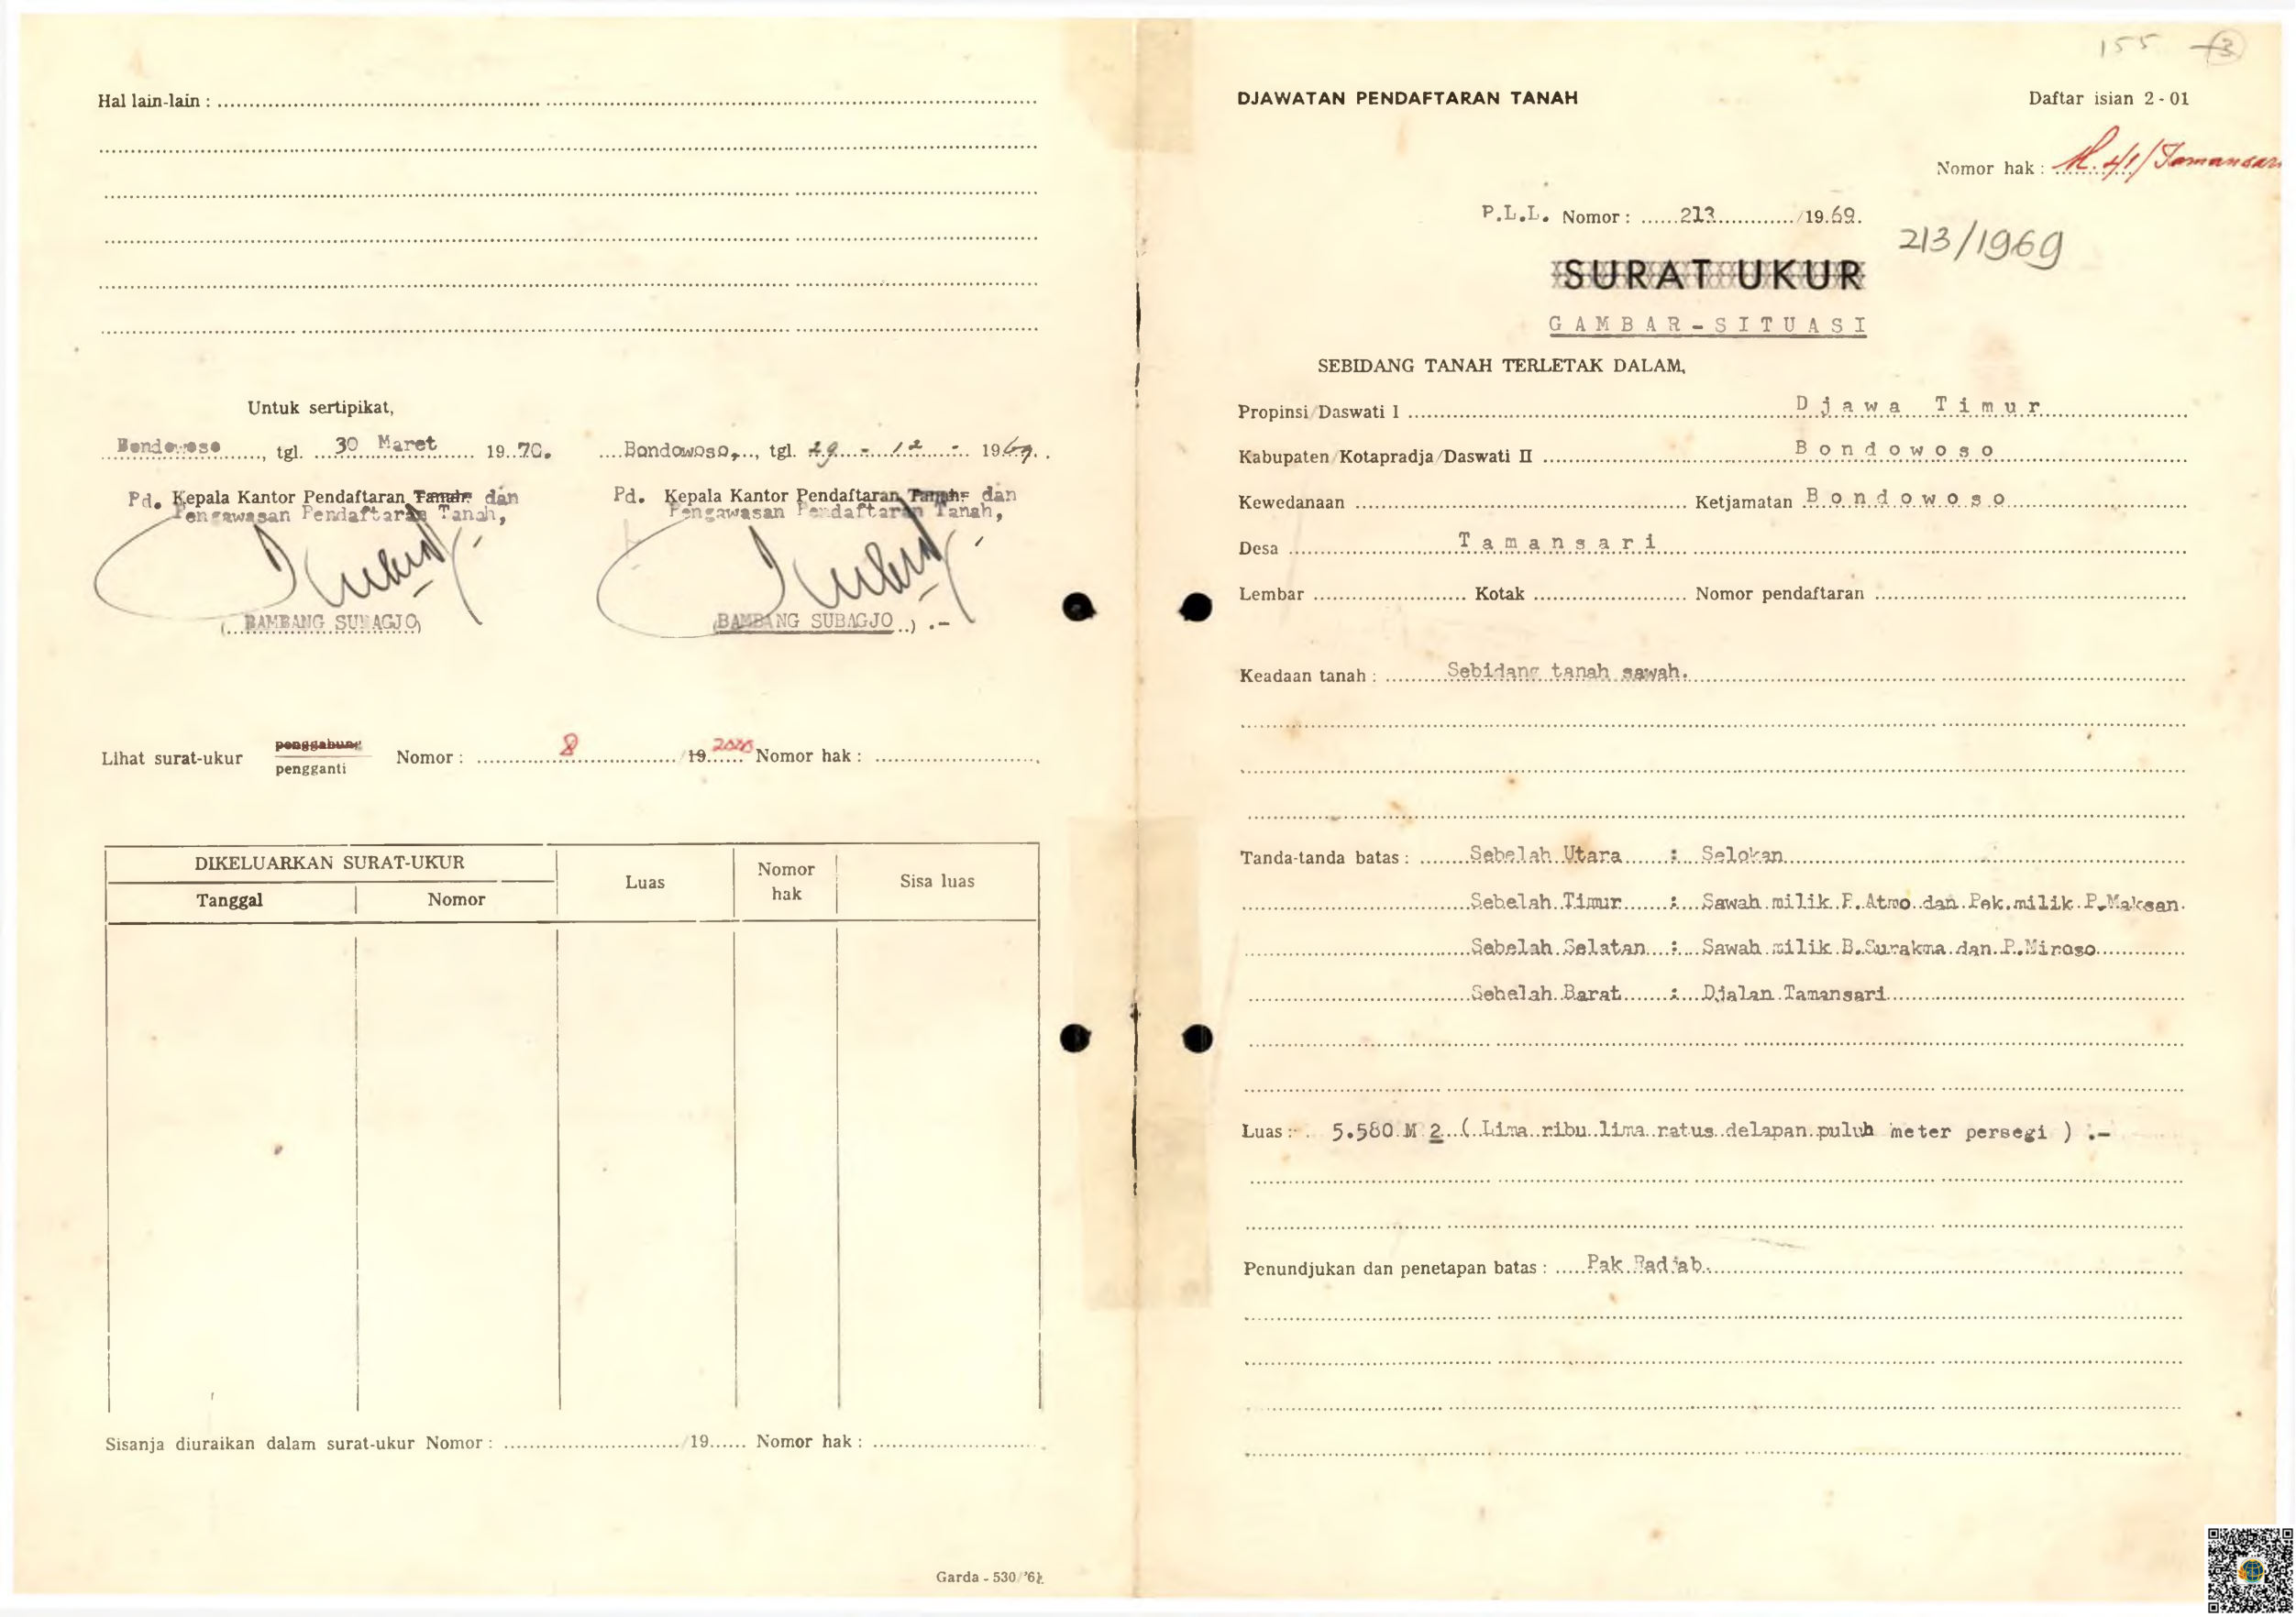 Hal lain-lain :
Untuk sertipikat,
Bondowoso, tgl. 30 Maret 1970.
Pd. Kepala Kantor Pendaftaran Tanah dan
Pengawasan Pendaftaran Tanah,
(BAMBANG SUBAGJO)
Bondowoso, tgl. 29 - 12 - 1969.
Pd. Kepala Kantor Pendaftaran Tanah dan
Pengawasan Pendaftaran Tanah,
(BAMBANG SUBAGJO) .-
Lihat surat-ukur penggabung Nomor : 8 /19 2000 Nomor hak :
pengganti
DIKELUARKAN SURAT-UKUR
Tanggal Nomor Luas Nomor hak Sisa luas
Sisanja diuraikan dalam surat-ukur Nomor : /19 Nomor hak :
Garda - 530/'61
155
3
DJAWATAN PENDAFTARAN TANAH
Daftar isian 2 - 01
Nomor hak : M.41/Tamansari
P.L.L. Nomor : 213 /19.69.
213/1969
SURAT UKUR
GAMBAR-SITUASI
SEBIDANG TANAH TERLETAK DALAM,
Propinsi/Daswati I Djawa Timur
Kabupaten/Kotapradja/Daswati II Bondowoso
Kewedanaan Ketjamatan Bondowoso
Desa Tamansari
Lembar Kotak Nomor pendaftaran
Keadaan tanah : Sebidang tanah sawah.
Tanda-tanda batas : Sebelah Utara : Selokan
Sebelah Timur : Sawah milik P.Atmo dan Pek.milik P.Maksan.
Sebelah Selatan : Sawah milik B.Surakma dan P.Miroso
Sebelah Barat : Djalan Tamansari
Luas : 5.580 M 2 ( Lima ribu lima ratus delapan puluh meter persegi ) .-
Penundjukan dan penetapan batas : Pak Radjab.